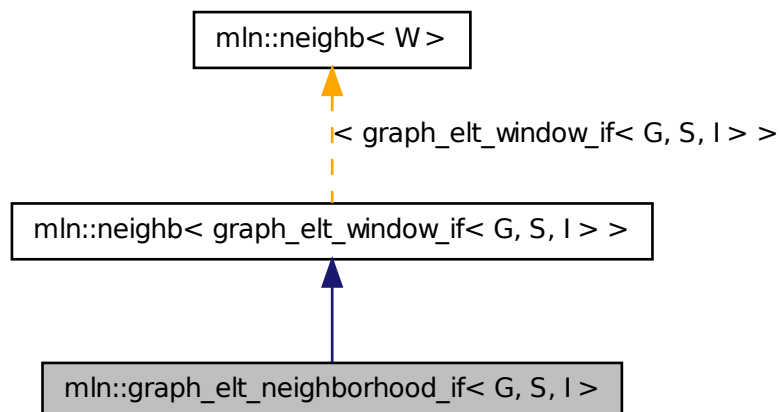 mln::neighb< W >
< graph_elt_window_if< G, S, I > >
mln::neighb< graph_elt_window_if< G, S, I > >
mln::graph_elt_neighborhood_if< G, S, I >